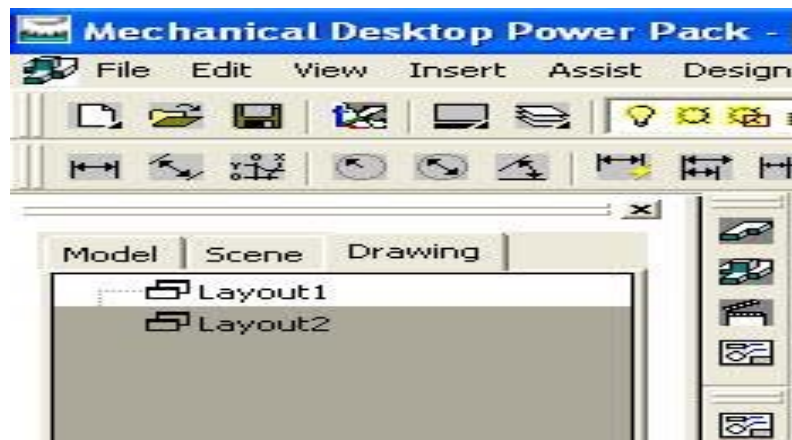 Mechanical Desktop Power Pack -
File Edit View Insert Assist Design
Model Scene Drawing
Layout1
Layout2